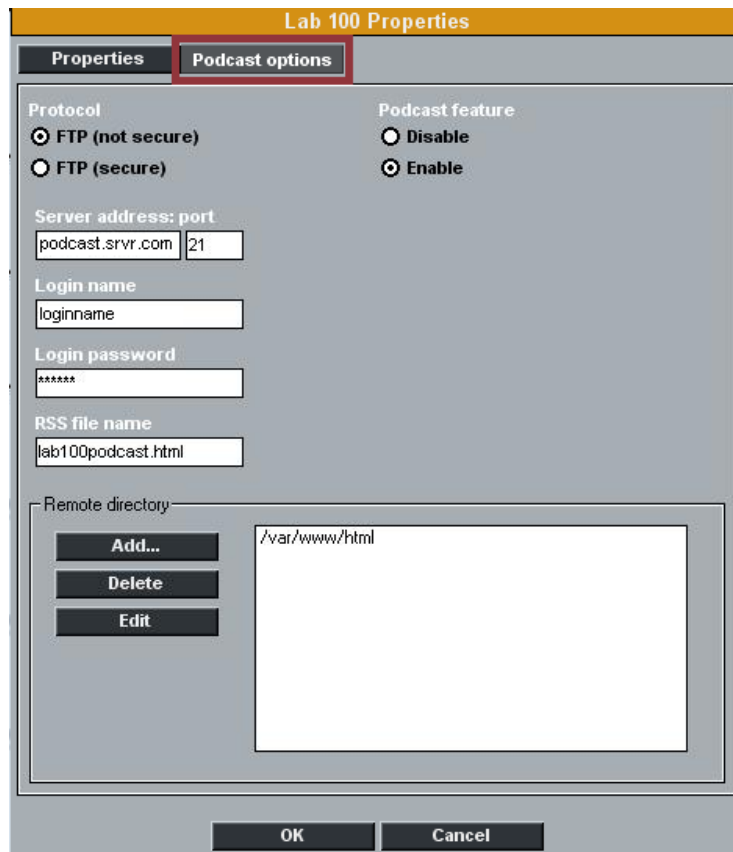 Lab 100 Properties
Properties
Podcast options
Protocol
FTP (not secure)
FTP (secure)
Podcast feature
Disable
Enable
Server address: port
podcast.srvr.com
21
Login name
loginname
Login password
******
RSS file name
lab100podcast.html
Remote directory
Add...
Delete
Edit
/var/www/html
OK
Cancel